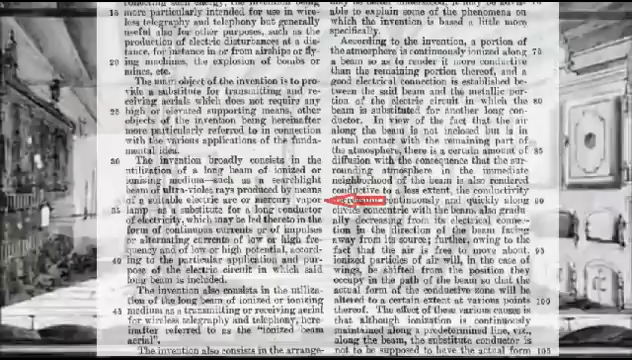 more particularly intended for use in wire-
less telegraphy and telephony but generally
useful also for other purposes, such as the
production of electric disturbances at a dis-
tance, for instance in or from airships or fly-
ing machines, the explosion of bombs or
mines, etc.
The main object of the invention is to pro-
vide a substitute for transmitting and re-
ceiving aerials which does not require any
high or elevated supporting means, other
objects of the invention being hereinafter
more particularly referred to in connection
with the various applications of the funda-
mental idea.
The invention broadly consists in the
utilization of a long beam of ionized or
ionising medium—such as a searchlight
beam of ultra-violet rays produced by means
of a suitable electric arc or mercury vapor
lamp—as a substitute for a long conductor
of electricity, which may be fed thereto in the
form of continuous currents or of impulses
or alternating currents of low or high fre-
quency and of low or high potential, accord-
ing to the particular application and pur-
pose of the electric circuit in which said
long beam is included.
The invention also consists in the utiliza-
tion of the long beam of ionized or ionizing
medium as a transmitting or receiving aerial
for wireless telegraphy and telephony, here-
inafter referred to as the "ionized beam
aerial".
The invention also consists in the arrange-
15
20
25
30
35
40
45
able to explain some of the phenomena on
which the invention is based a little more
specifically.
According to the invention, a portion of
the atmosphere is continuously ionized along
a beam so as to render it more conductive
than the remaining portion thereof, and a
good electrical connection is established be-
tween the said beam and the metallic por-
tion of the electric circuit in which the
beam is substituted for another long con-
ductor. In view of the fact that the air
along the beam is not inclosed but is in
actual contact with the remaining part of
the atmosphere, there is a certain amount of
diffusion with the consequence that the sur-
rounding atmosphere in the immediate
neighborhood of the beam is also rendered
conductive to a less extent, the conductivity
continuously and quickly along
circles concentric with the beam, also gradu-
ally decreasing from its electrical connec-
tion in the direction of the beam facing
away from its source; further, owing to the
fact that the air is free to move about,
ionized particles of air will, in the case of
wings, be shifted from the position they
occupy in the path of the beam so that the
actual form of the conductive zone will be
altered to a certain extent at various points
thereof. The effect of these various causes is
that although ionization is continuously
maintained along a predetermined line, viz.,
along the beam, the substitute conductor is
not to be supposed to have the actual form
70
75
80
85
90
95
100
105